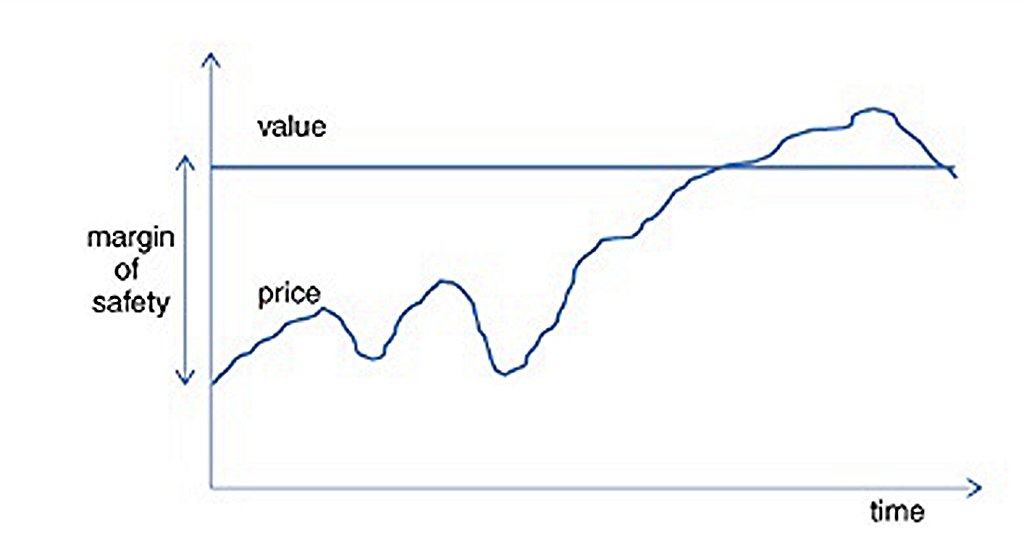 value
margin
of
safety
price
time